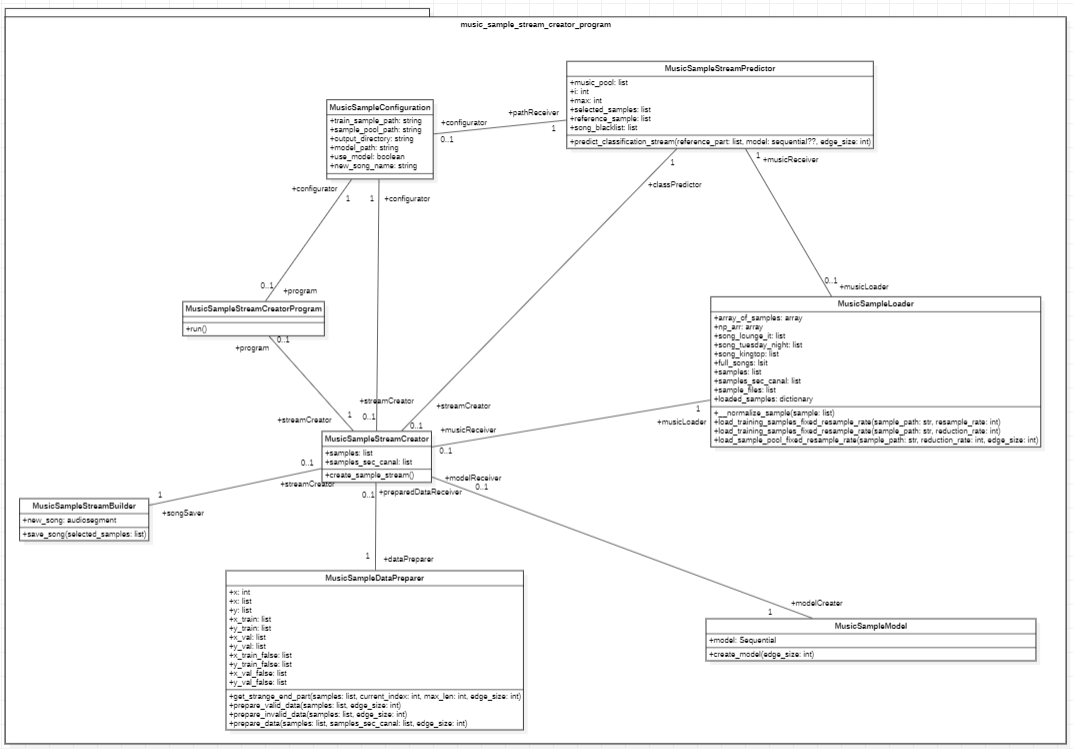 music_sample_stream_creator_program
MusicSampleStreamPredictor
+music_pool: list
+i: int
+max: int
+selected_samples: list
+reference_sample: list
+song_blacklist: list
+predict_classification_stream(reference_part: list, model: sequential??, edge_size: int)
MusicSampleConfiguration
+train_sample_path: string
+sample_pool_path: string
+output_directory: string
+model_path: string
+use_model: boolean
+new_song_name: string
+configurator
0..1
+pathReceiver
1
+configurator
1
1
+configurator
1
+musicReceiver
1
+classPredictor
0..1
+program
0..1
+musicLoader
MusicSampleStreamCreatorProgram
+run()
0..1
+program
MusicSampleLoader
+array_of_samples: array
+np_arr: array
+song_lounge_it: list
+song_tuesday_night: list
+song_kingtop: list
+full_songs: lsit
+samples: list
+samples_sec_canal: list
+sample_files: list
+loaded_samples: dictionary
+__normalize_sample(sample: list)
+load_training_samples_fixed_resample_rate(sample_path: str, resample_rate: int)
+load_training_samples_fixed_resample_rate(sample_path: str, reduction_rate: int)
+load_sample_pool_fixed_resample_rate(sample_path: str, reduction_rate: int, edge_size: int)
+streamCreator
1
+streamCreator
0..1
+streamCreator
0..1
+musicReceiver
0..1
1
+musicLoader
MusicSampleStreamCreator
+samples: list
+samples_sec_canal: list
+create_sample_stream()
0..1
+streamCreator
+modelReceiver
0..1
0..1
+preparedDataReceiver
1
+songSaver
MusicSampleStreamBuilder
+new_song: audiosegment
+save_song(selected_samples: list)
1
+dataPreparer
MusicSampleDataPreparer
+x: int
+x: list
+y: list
+x_train: list
+y_train: list
+x_val: list
+y_val: list
+x_train_false: list
+y_train_false: list
+x_val_false: list
+y_val_false: list
+get_strange_end_part(samples: list, current_index: int, max_len: int, edge_size: int)
+prepare_valid_data(samples: list, edge_size: int)
+prepare_invalid_data(samples: list, edge_size: int)
+prepare_data(samples: list, samples_sec_canal: list, edge_size: int)
+modelCreater
1
MusicSampleModel
+model: Sequential
+create_model(edge_size: int)